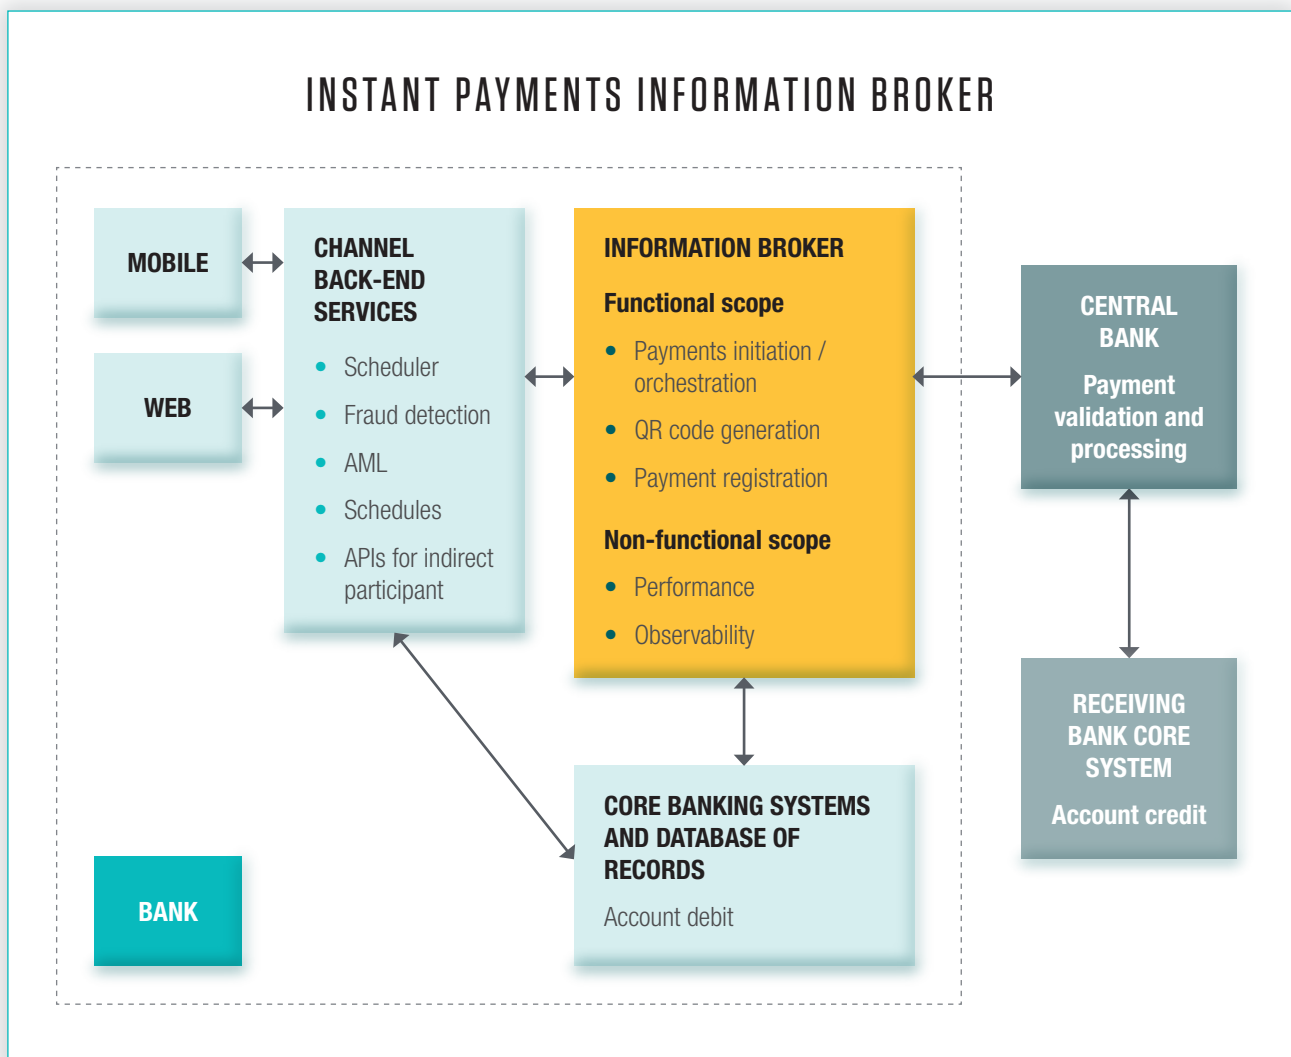 INSTANT PAYMENTS INFORMATION BROKER
MOBILE
WEB
CHANNEL
BACK-END
SERVICES
Scheduler
Fraud detection
AML
Schedules
APIs for indirect
participant
INFORMATION BROKER
Functional scope
Payments initiation /
orchestration
QR code generation
Payment registration
Non-functional scope
Performance
Observability
CENTRAL
BANK
Payment
validation and
processing
RECEIVING
BANK CORE
SYSTEM
Account credit
CORE BANKING SYSTEMS
AND DATABASE OF
RECORDS
Account debit
BANK